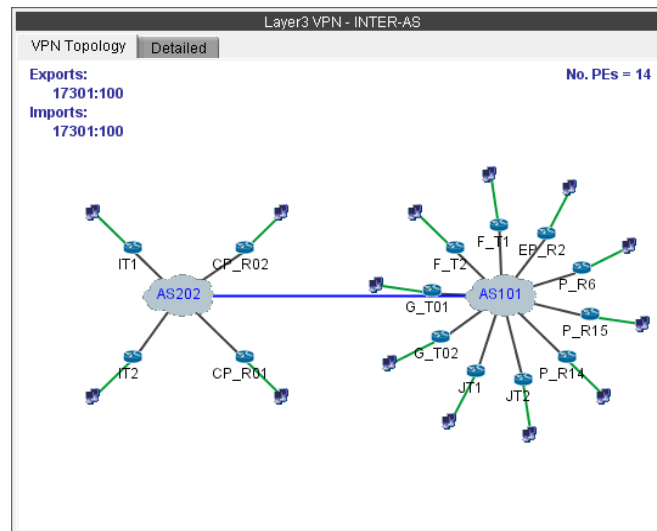 Layer3 VPN - INTER-AS
VPN Topology
Detailed
Exports:
17301:100
No. PEs = 14
Imports:
17301:100
F_T1
EP_R2
IT1
CP_R02
F_T2
P_R6
AS202
AS101
G_T01
P_R15
G_T02
IT2
CP_R01
JT1
JT2
P_R14